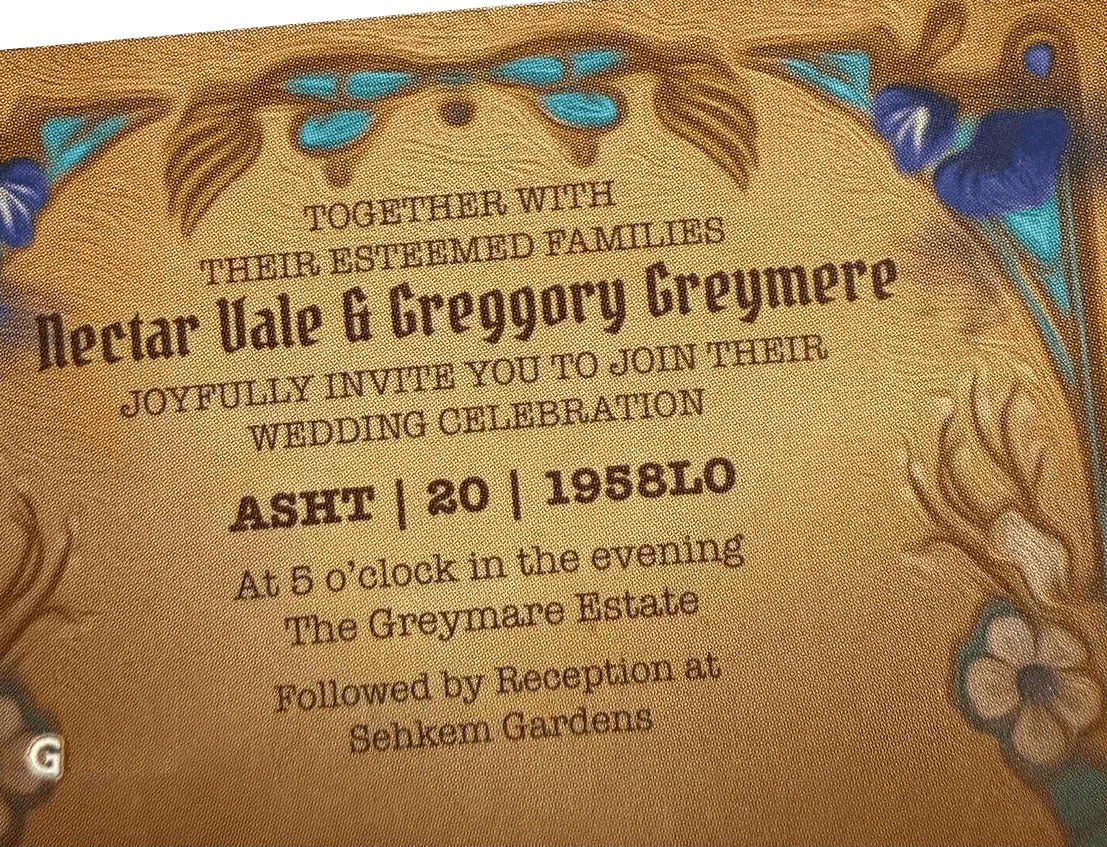 TOGETHER WITH
THEIR ESTEEMED FAMILIES
Nectar Vale & Greggory Greymere
JOYFULLY INVITE YOU TO JOIN THEIR
WEDDING CELEBRATION
ASHT | 20 | 1958LO
At 5 o'clock in the evening
The Greymare Estate
Followed by Reception at
Sehkem Gardens
G